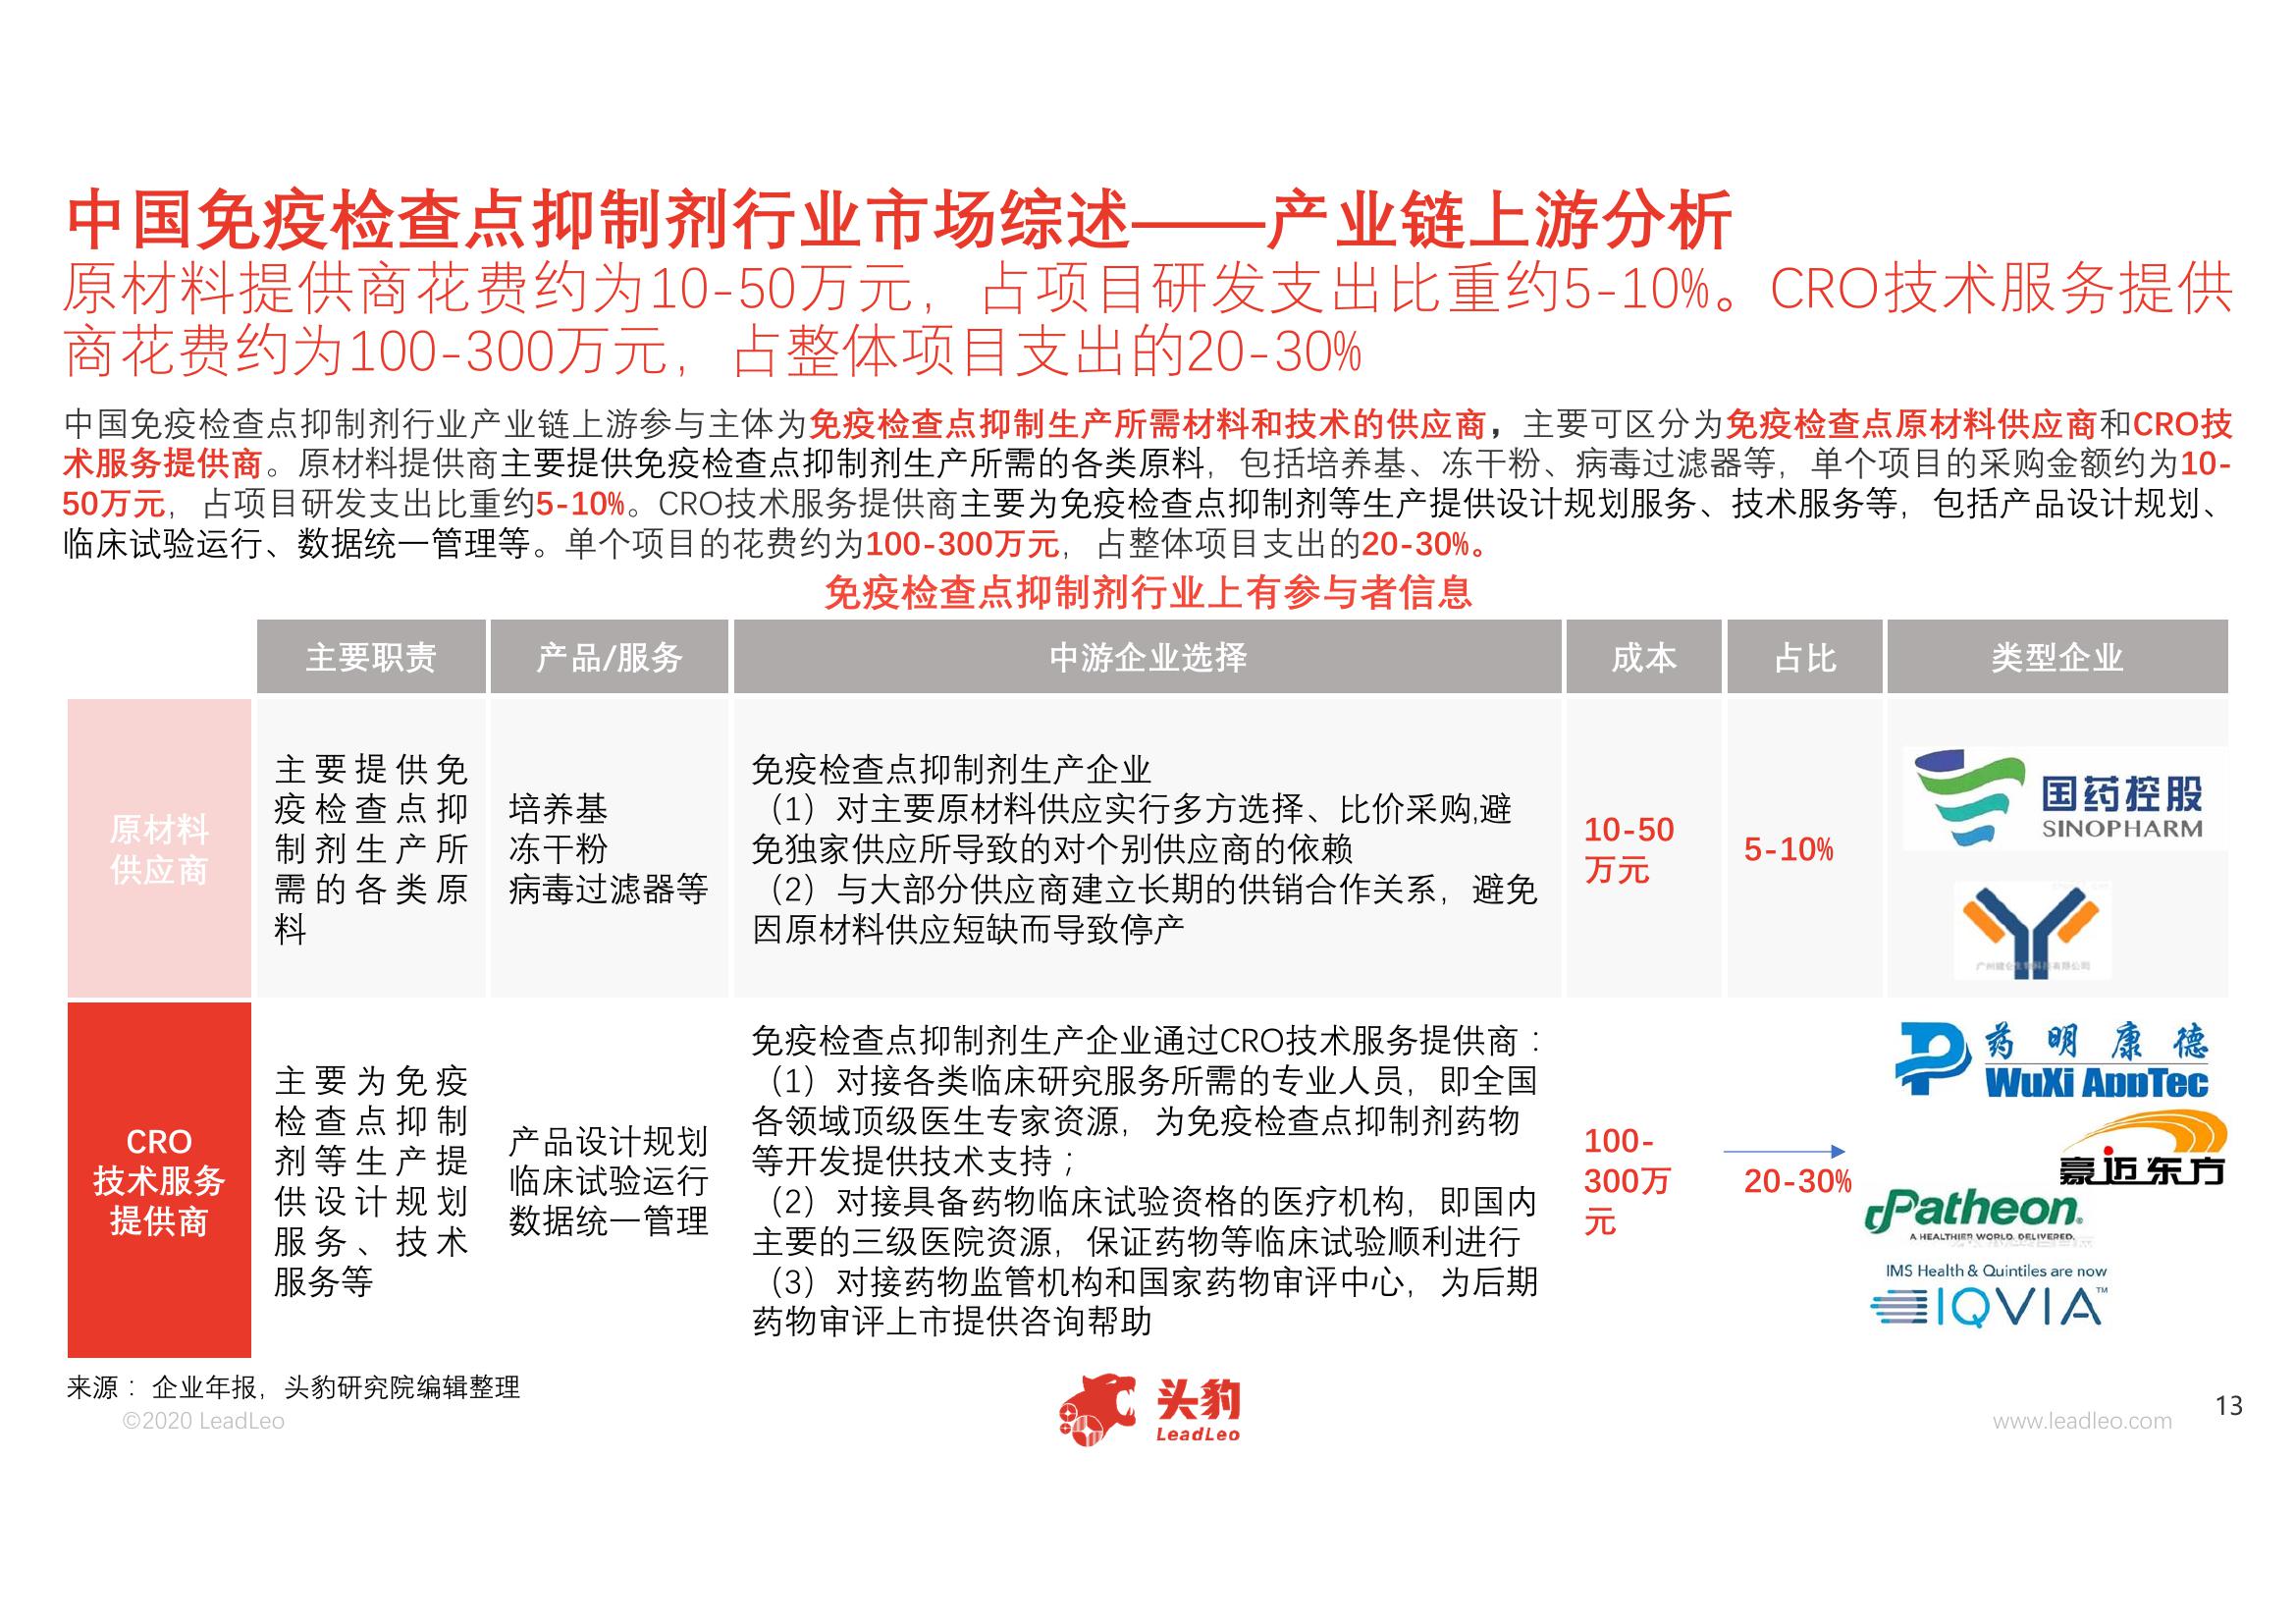 中国免疫检查点抑制剂行业市场综述——产业链上游分析
原材料提供商花费约为10-50万元，占项目研发支出比重约5-10%。CRO技术服务提供
商花费约为100-300万元，占整体项目支出的20-30%
中国免疫检查点抑制剂行业产业链上游参与主体为免疫检查点抑制生产所需材料和技术的供应商，主要可区分为免疫检查点原材料供应商和CRO技
术服务提供商。原材料提供商主要提供免疫检查点抑制剂生产所需的各类原料，包括培养基、冻干粉、病毒过滤器等，单个项目的采购金额约为10-
50万元，占项目研发支出比重约5-10%。CRO技术服务提供商主要为免疫检查点抑制剂等生产提供设计规划服务、技术服务等，包括产品设计规划、
临床试验运行、数据统一管理等。单个项目的花费约为100-300万元，占整体项目支出的20-30%。
免疫检查点抑制剂行业上有参与者信息
主要职责
产品/服务
中游企业选择
成本
占比
类型企业
原材料
供应商
主要提供免
疫检查点抑
制剂生产所
需的各类原
料
培养基
冻干粉
病毒过滤器等
免疫检查点抑制剂生产企业
（1）对主要原材料供应实行多方选择、比价采购,避
免独家供应所导致的对个别供应商的依赖
（2）与大部分供应商建立长期的供销合作关系，避免
因原材料供应短缺而导致停产
10-50
万元
5-10%
国药控股
SINOPHARM
CRO
技术服务
提供商
主要为免疫
检查点抑制
剂等生产提
供设计规划
服务、技术
服务等
产品设计规划
临床试验运行
数据统一管理
免疫检查点抑制剂生产企业通过CRO技术服务提供商：
（1）对接各类临床研究服务所需的专业人员，即全国
各领域顶级医生专家资源，为免疫检查点抑制剂药物
等开发提供技术支持；
（2）对接具备药物临床试验资格的医疗机构，即国内
主要的三级医院资源，保证药物等临床试验顺利进行
（3）对接药物监管机构和国家药物审评中心，为后期
药物审评上市提供咨询帮助
100-
300万
元
20-30%
药明康德
WuXi AppTec
豪迈东方
Patheon®
A HEALTHIER WORLD. DELIVERED.
IMS Health & Quintiles are now
IQVIA™
来源：企业年报，头豹研究院编辑整理
©2020 LeadLeo
头豹
LeadLeo
www.leadleo.com
13